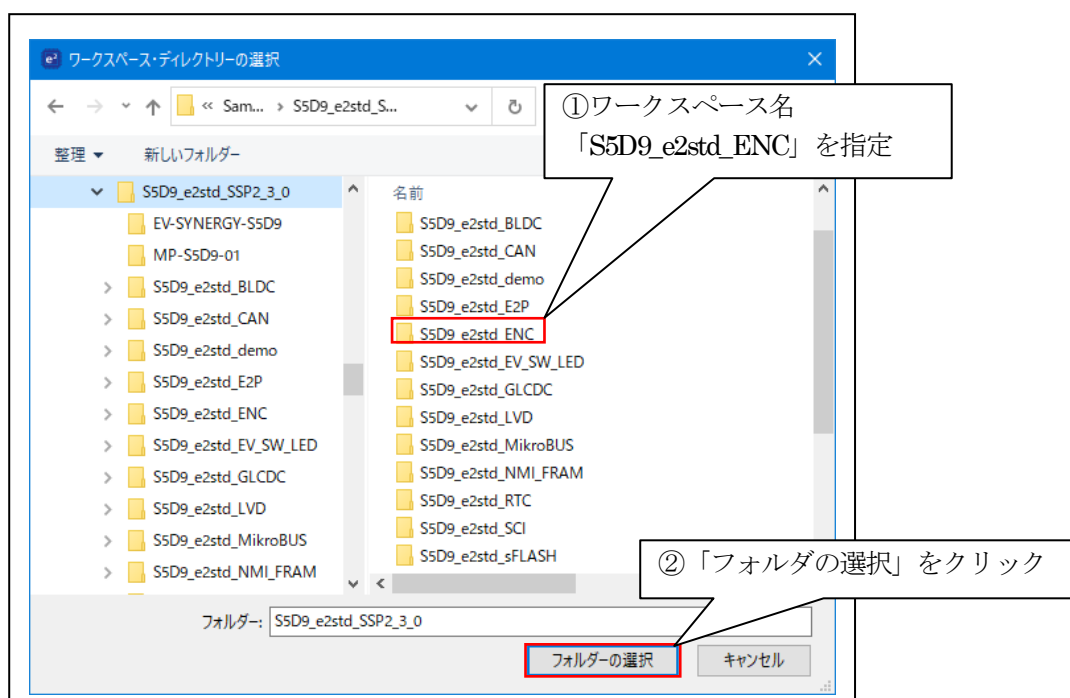 e² ワークスペース・ディレクトリーの選択
« Sam... › S5D9_e2std_S...
①ワークスペース名
「S5D9_e2std_ENC」を指定
整理 新しいフォルダー
S5D9_e2std_SSP2_3_0
EV-SYNERGY-S5D9
MP-S5D9-01
S5D9_e2std_BLDC
S5D9_e2std_CAN
S5D9_e2std_demo
S5D9_e2std_E2P
S5D9_e2std_ENC
S5D9_e2std_EV_SW_LED
S5D9_e2std_GLCDC
S5D9_e2std_LVD
S5D9_e2std_MikroBUS
S5D9_e2std_NMI_FRAM
名前
S5D9_e2std_BLDC
S5D9_e2std_CAN
S5D9_e2std_demo
S5D9_e2std_E2P
S5D9_e2std_ENC
S5D9_e2std_EV_SW_LED
S5D9_e2std_GLCDC
S5D9_e2std_LVD
S5D9_e2std_MikroBUS
S5D9_e2std_NMI_FRAM
S5D9_e2std_RTC
S5D9_e2std_SCI
S5D9_e2std_sFLASH
②「フォルダの選択」をクリック
フォルダー: S5D9_e2std_SSP2_3_0
フォルダーの選択 キャンセル